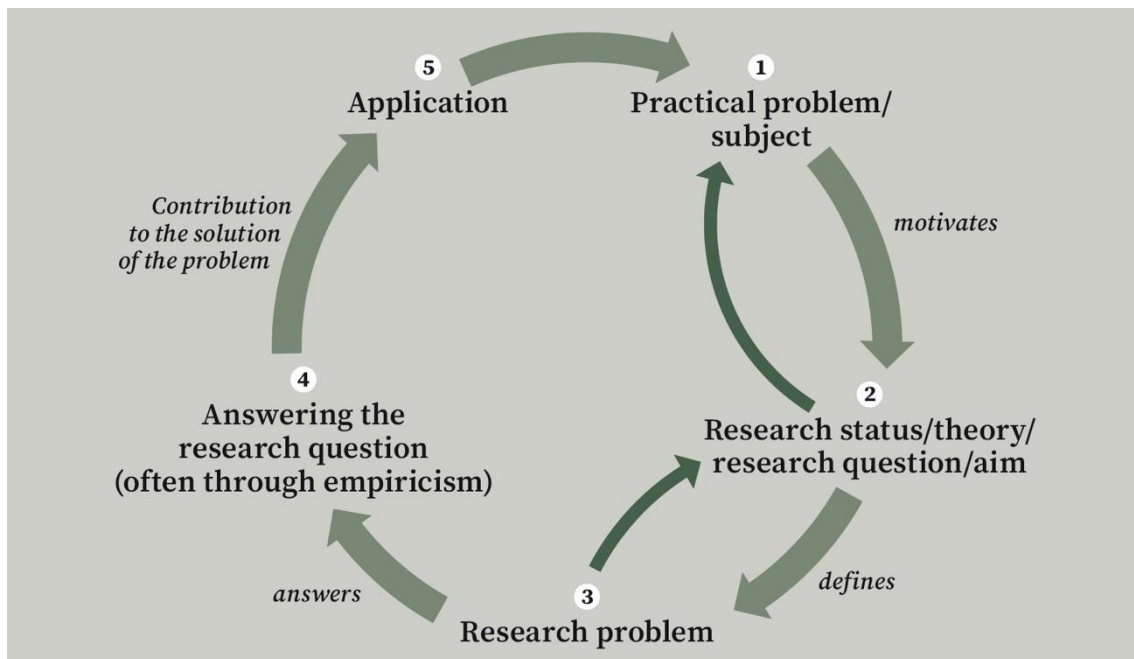 1
Practical problem/
subject
motivates
2
Research status/theory/
research question/aim
defines
3
Research problem
answers
4
Answering the
research question
(often through empiricism)
Contribution
to the solution
of the problem
5
Application